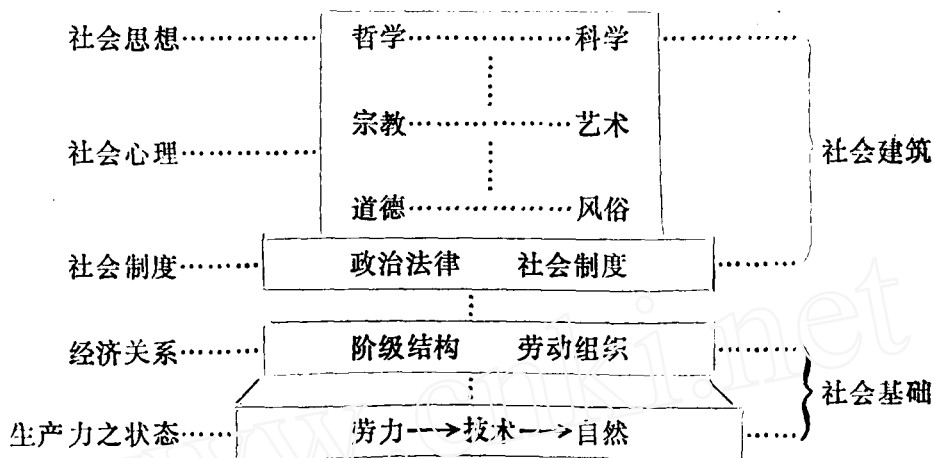 社会思想………………哲学………………科学………………
宗教………………艺术
社会心理………………社会建筑
道德………………风俗
社会制度………政治法律 社会制度………
经济关系………阶级结构 劳动组织………
社会基础
生产力之状态……劳力--→技术--→自然……
www.cnki.net